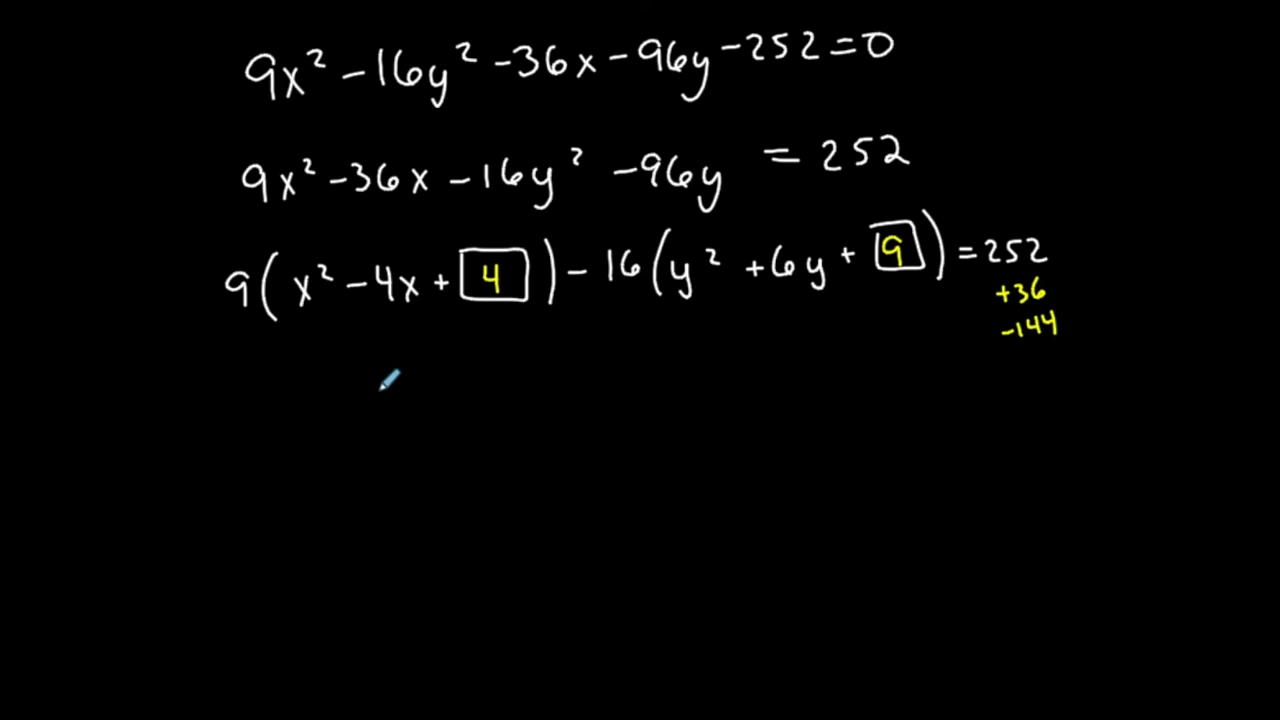 9x² - 16y² - 36x - 96y - 252 = 0
9x² - 36x - 16y² - 96y = 252
9(x² - 4x + 4) - 16(y² + 6y + 9) = 252
+36
-144